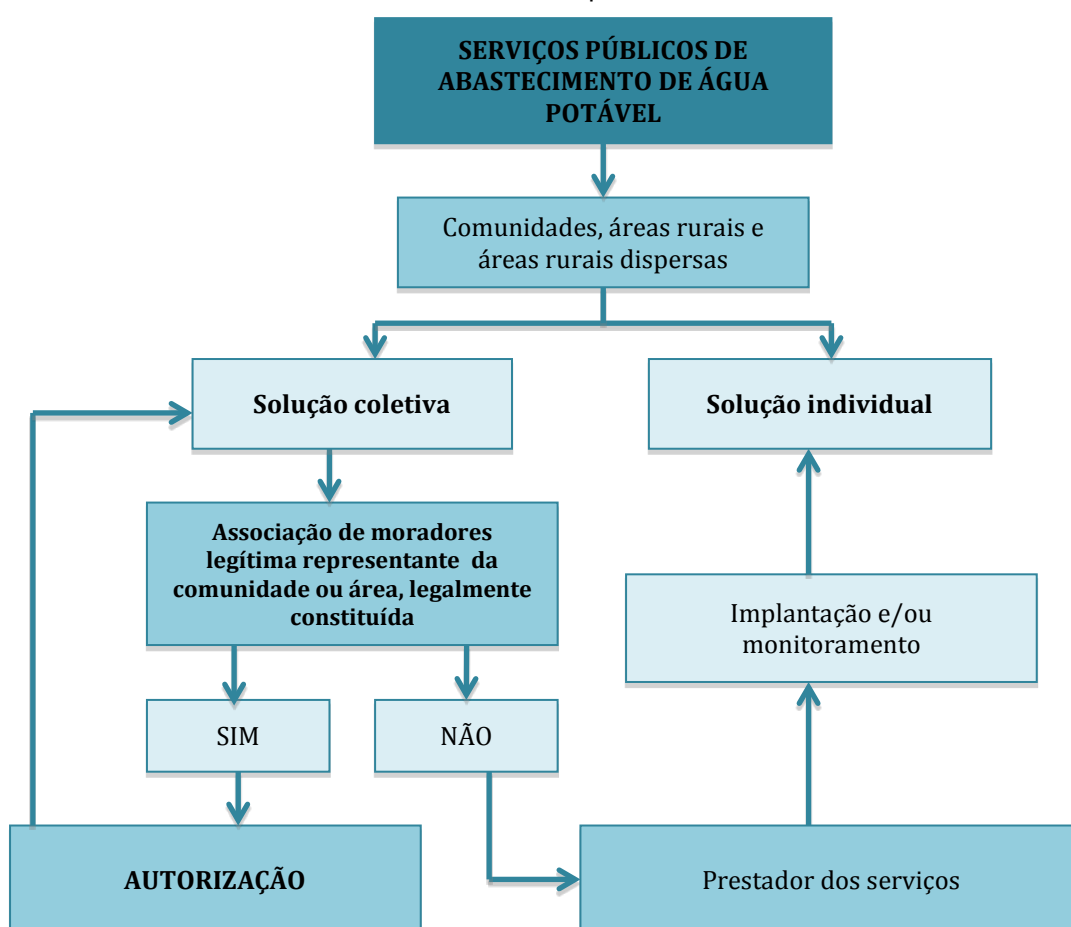 SERVIÇOS PÚBLICOS DE
ABASTECIMENTO DE ÁGUA
POTÁVEL
Comunidades, áreas rurais e
áreas rurais dispersas
Solução coletiva
Solução individual
Associação de moradores
legítima representante da
comunidade ou área, legalmente
constituída
Implantação e/ou
monitoramento
SIM
NÃO
AUTORIZAÇÃO
Prestador dos serviços